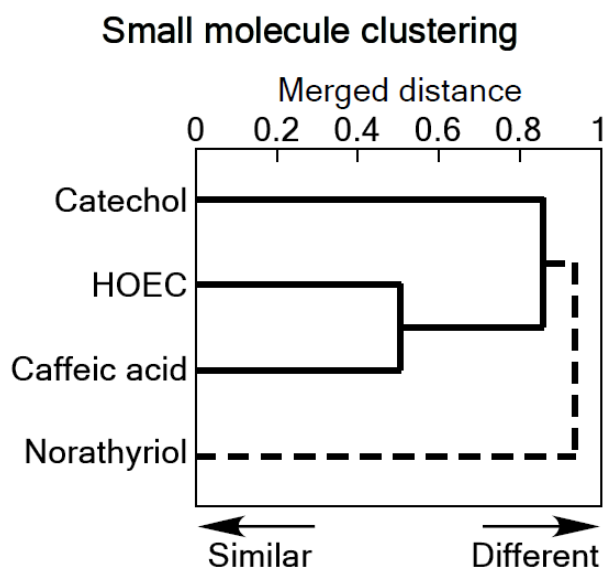 Small molecule clustering
Merged distance
0 0.2 0.4 0.6 0.8 1
Catechol
HOEC
Caffeic acid
Norathyriol
Similar Different